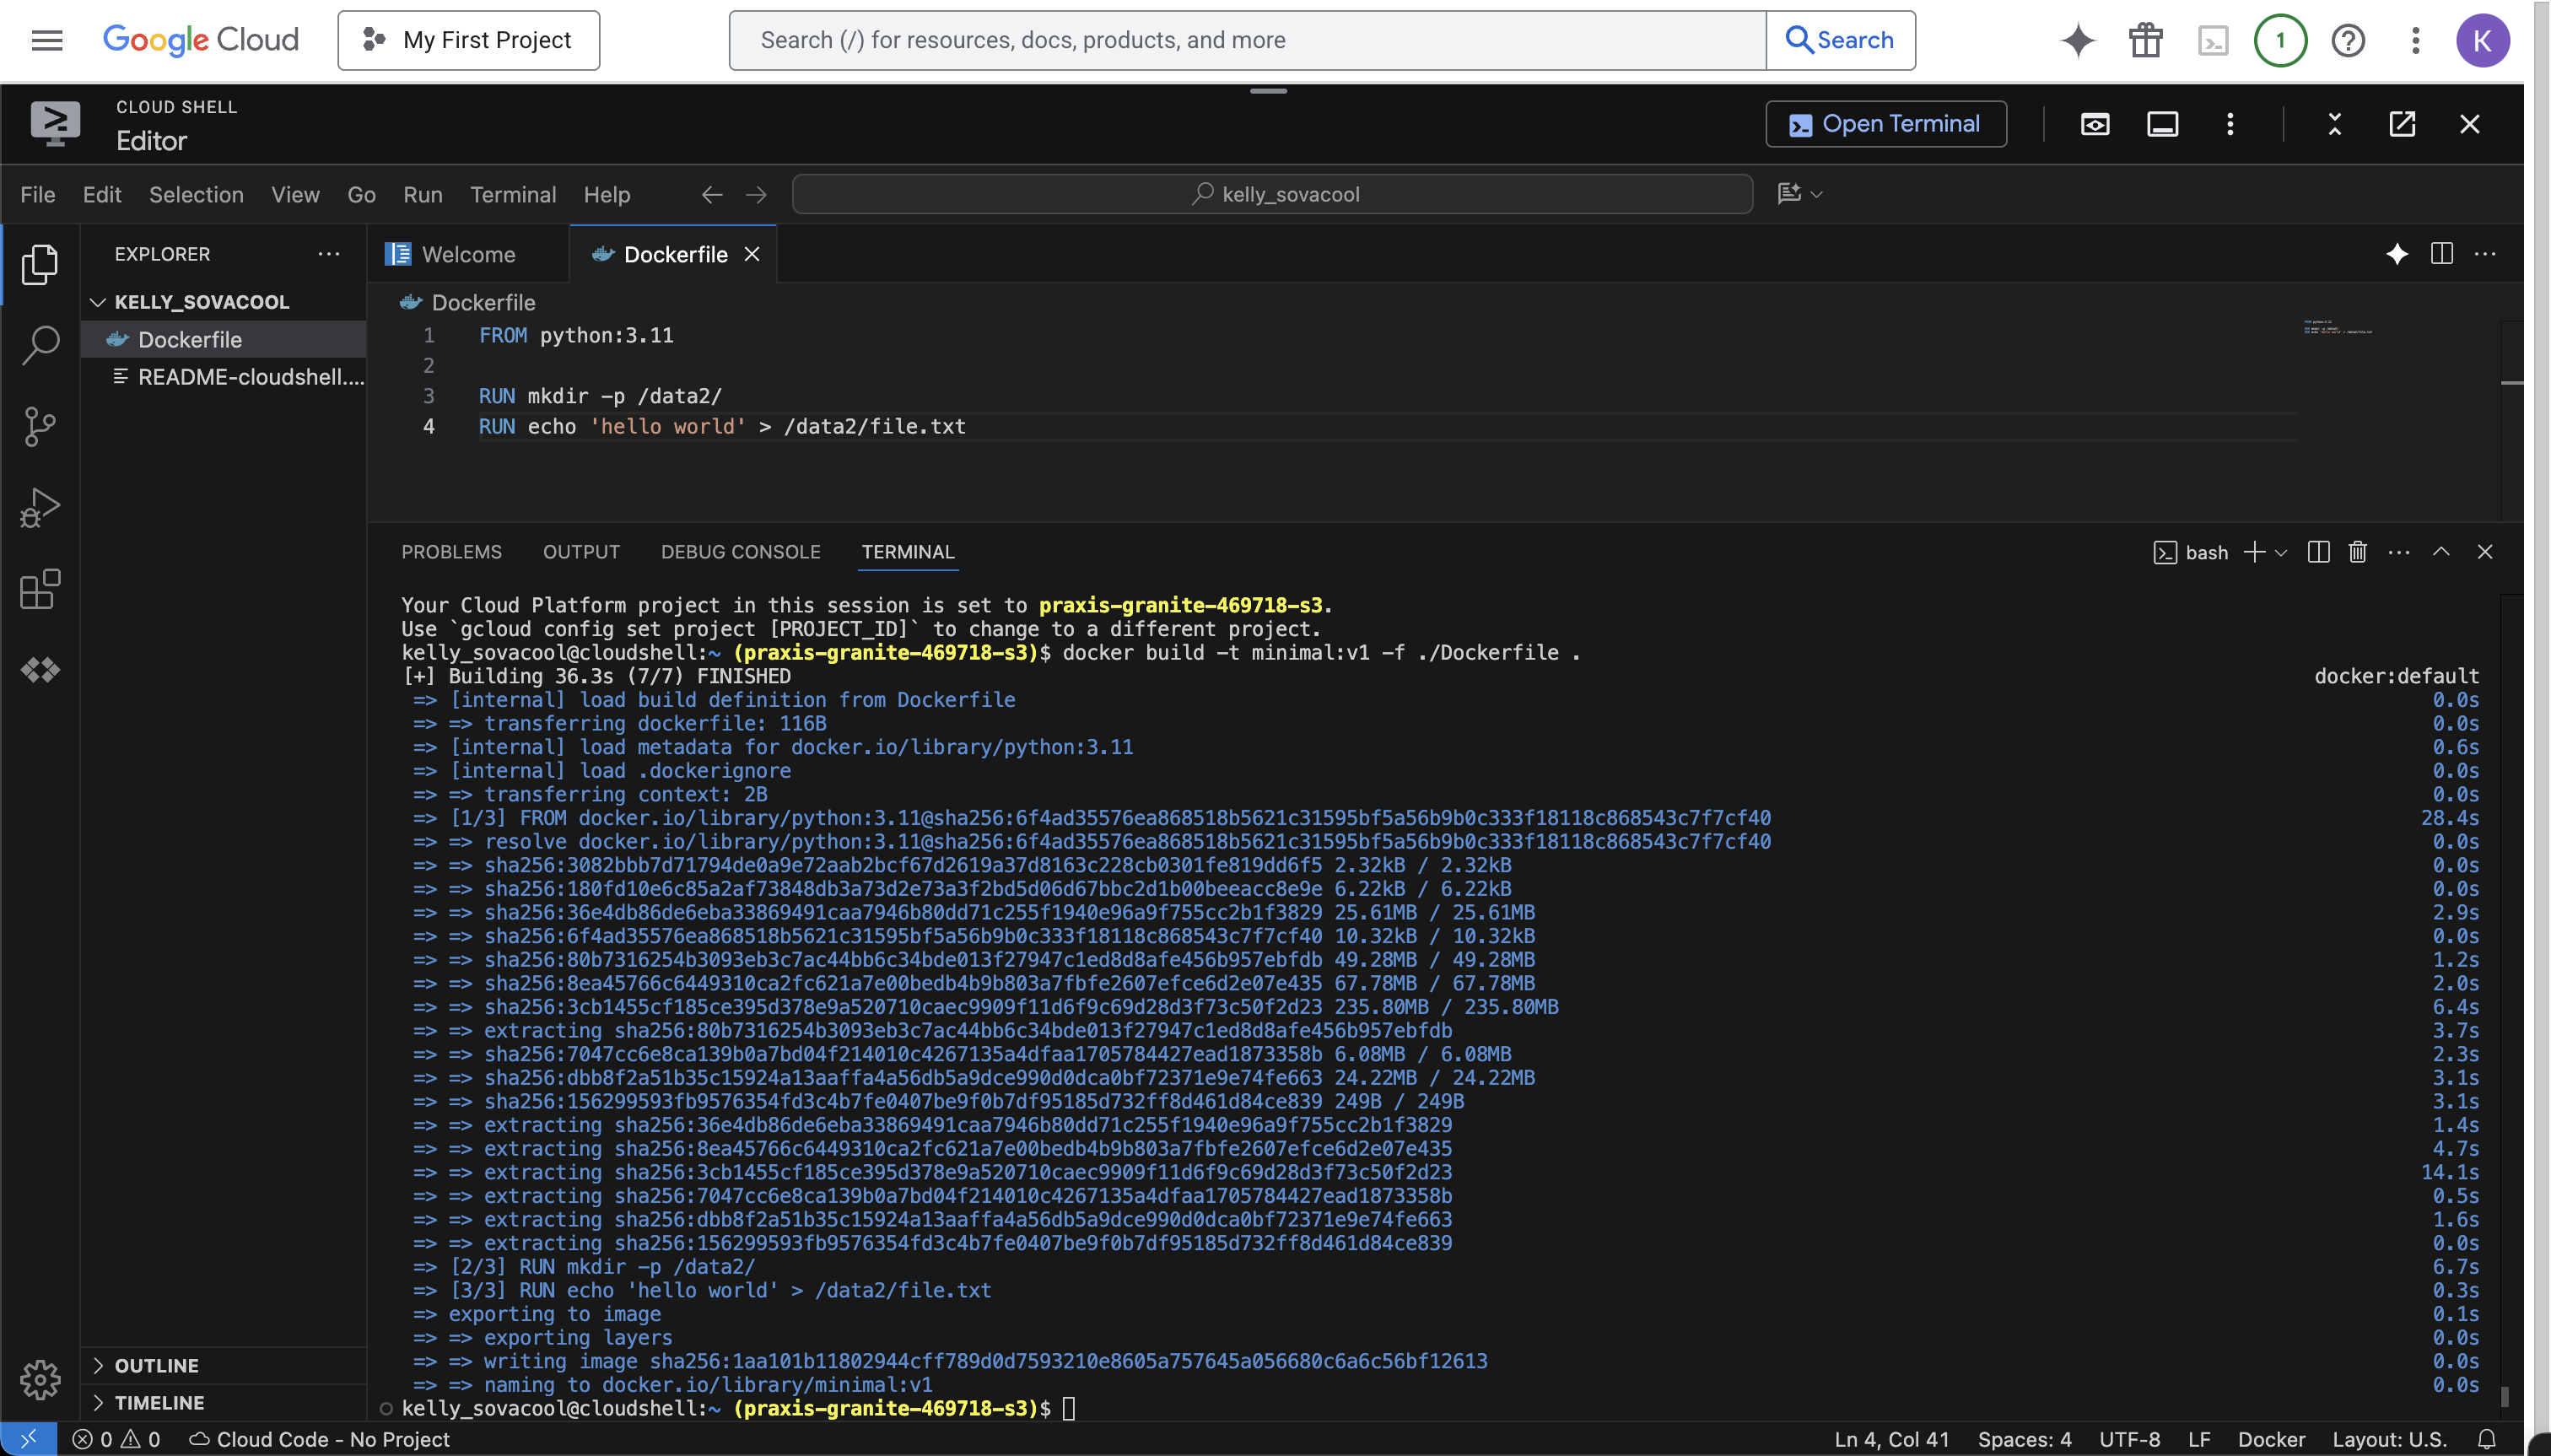 Google Cloud
My First Project
Search (/) for resources, docs, products, and more
Search
1
K
CLOUD SHELL
Editor
Open Terminal
File Edit Selection View Go Run Terminal Help
kelly_sovacool
EXPLORER
KELLY_SOVACOOL
Dockerfile
README-cloudshell....
OUTLINE
TIMELINE
Welcome
Dockerfile
Dockerfile
1 FROM python:3.11
2
3 RUN mkdir -p /data2/
4 RUN echo 'hello world' > /data2/file.txt
PROBLEMS OUTPUT DEBUG CONSOLE TERMINAL
bash
Your Cloud Platform project in this session is set to praxis-granite-469718-s3.
Use `gcloud config set project [PROJECT_ID]` to change to a different project.
kelly_sovacool@cloudshell:~ (praxis-granite-469718-s3)$ docker build -t minimal:v1 -f ./Dockerfile .
[+] Building 36.3s (7/7) FINISHED docker:default
=> [internal] load build definition from Dockerfile 0.0s
=> => transferring dockerfile: 116B 0.0s
=> [internal] load metadata for docker.io/library/python:3.11 0.6s
=> [internal] load .dockerignore 0.0s
=> => transferring context: 2B 0.0s
=> [1/3] FROM docker.io/library/python:3.11@sha256:6f4ad35576ea868518b5621c31595bf5a56b9b0c333f18118c868543c7f7cf40 28.4s
=> => resolve docker.io/library/python:3.11@sha256:6f4ad35576ea868518b5621c31595bf5a56b9b0c333f18118c868543c7f7cf40 0.0s
=> => sha256:3082bbb7d71794de0a9e72aab2bcf67d2619a37d8163c228cb0301fe819dd6f5 2.32kB / 2.32kB 0.0s
=> => sha256:180fd10e6c85a2af73848db3a73d2e73a3f2bd5d06d67bbc2d1b00beeacc8e9e 6.22kB / 6.22kB 0.0s
=> => sha256:36e4db86de6eba33869491caa7946b80dd71c255f1940e96a9f755cc2b1f3829 25.61MB / 25.61MB 2.9s
=> => sha256:6f4ad35576ea868518b5621c31595bf5a56b9b0c333f18118c868543c7f7cf40 10.32kB / 10.32kB 0.0s
=> => sha256:80b7316254b3093eb3c7ac44bb6c34bde013f27947c1ed8d8afe456b957ebfdb 49.28MB / 49.28MB 1.2s
=> => sha256:8ea45766c6449310ca2fc621a7e00bedb4b9b803a7fbfe2607efce6d2e07e435 67.78MB / 67.78MB 2.0s
=> => sha256:3cb1455cf185ce395d378e9a520710caec9909f11d6f9c69d28d3f73c50f2d23 235.80MB / 235.80MB 6.4s
=> => extracting sha256:80b7316254b3093eb3c7ac44bb6c34bde013f27947c1ed8d8afe456b957ebfdb 3.7s
=> => sha256:7047cc6e8ca139b0a7bd04f214010c4267135a4dfaa1705784427ead1873358b 6.08MB / 6.08MB 2.3s
=> => sha256:dbb8f2a51b35c15924a13aaffa4a56db5a9dce990d0dca0bf72371e9e74fe663 24.22MB / 24.22MB 3.1s
=> => sha256:156299593fb9576354fd3c4b7fe0407be9f0b7df95185d732ff8d461d84ce839 249B / 249B 3.1s
=> => extracting sha256:36e4db86de6eba33869491caa7946b80dd71c255f1940e96a9f755cc2b1f3829 1.4s
=> => extracting sha256:8ea45766c6449310ca2fc621a7e00bedb4b9b803a7fbfe2607efce6d2e07e435 4.7s
=> => extracting sha256:3cb1455cf185ce395d378e9a520710caec9909f11d6f9c69d28d3f73c50f2d23 14.1s
=> => extracting sha256:7047cc6e8ca139b0a7bd04f214010c4267135a4dfaa1705784427ead1873358b 0.5s
=> => extracting sha256:dbb8f2a51b35c15924a13aaffa4a56db5a9dce990d0dca0bf72371e9e74fe663 1.6s
=> => extracting sha256:156299593fb9576354fd3c4b7fe0407be9f0b7df95185d732ff8d461d84ce839 0.0s
=> [2/3] RUN mkdir -p /data2/ 6.7s
=> [3/3] RUN echo 'hello world' > /data2/file.txt 0.3s
=> exporting to image 0.1s
=> => exporting layers 0.0s
=> => writing image sha256:1aa101b11802944cff789d0d7593210e8605a757645a056680c6a6c56bf12613 0.0s
=> => naming to docker.io/library/minimal:v1 0.0s
kelly_sovacool@cloudshell:~ (praxis-granite-469718-s3)$
0 0 Cloud Code - No Project Ln 4, Col 41 Spaces: 4 UTF-8 LF Docker Layout: U.S.